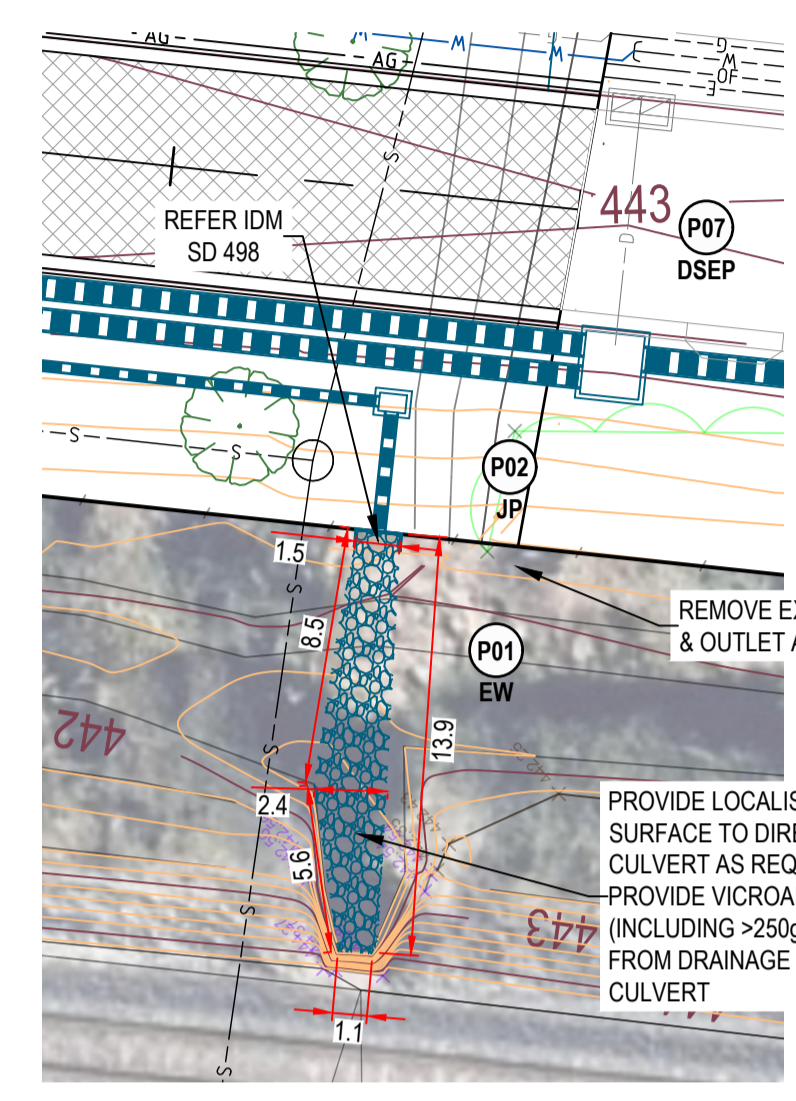 AG
AG
W
W
G
W
OF
E
S
REFER IDM
SD 498
443
P07
DSEP
D
S
S
P02
JP
1.5
S
8.5
REMOVE EX
& OUTLET A
P01
EW
442
13.9
S
442.25
2.4
PROVIDE LOCALIS
SURFACE TO DIRE
CULVERT AS REQ
PROVIDE VICROA
(INCLUDING >250g
FROM DRAINAGE
CULVERT
5.6
S
443
1.1
S